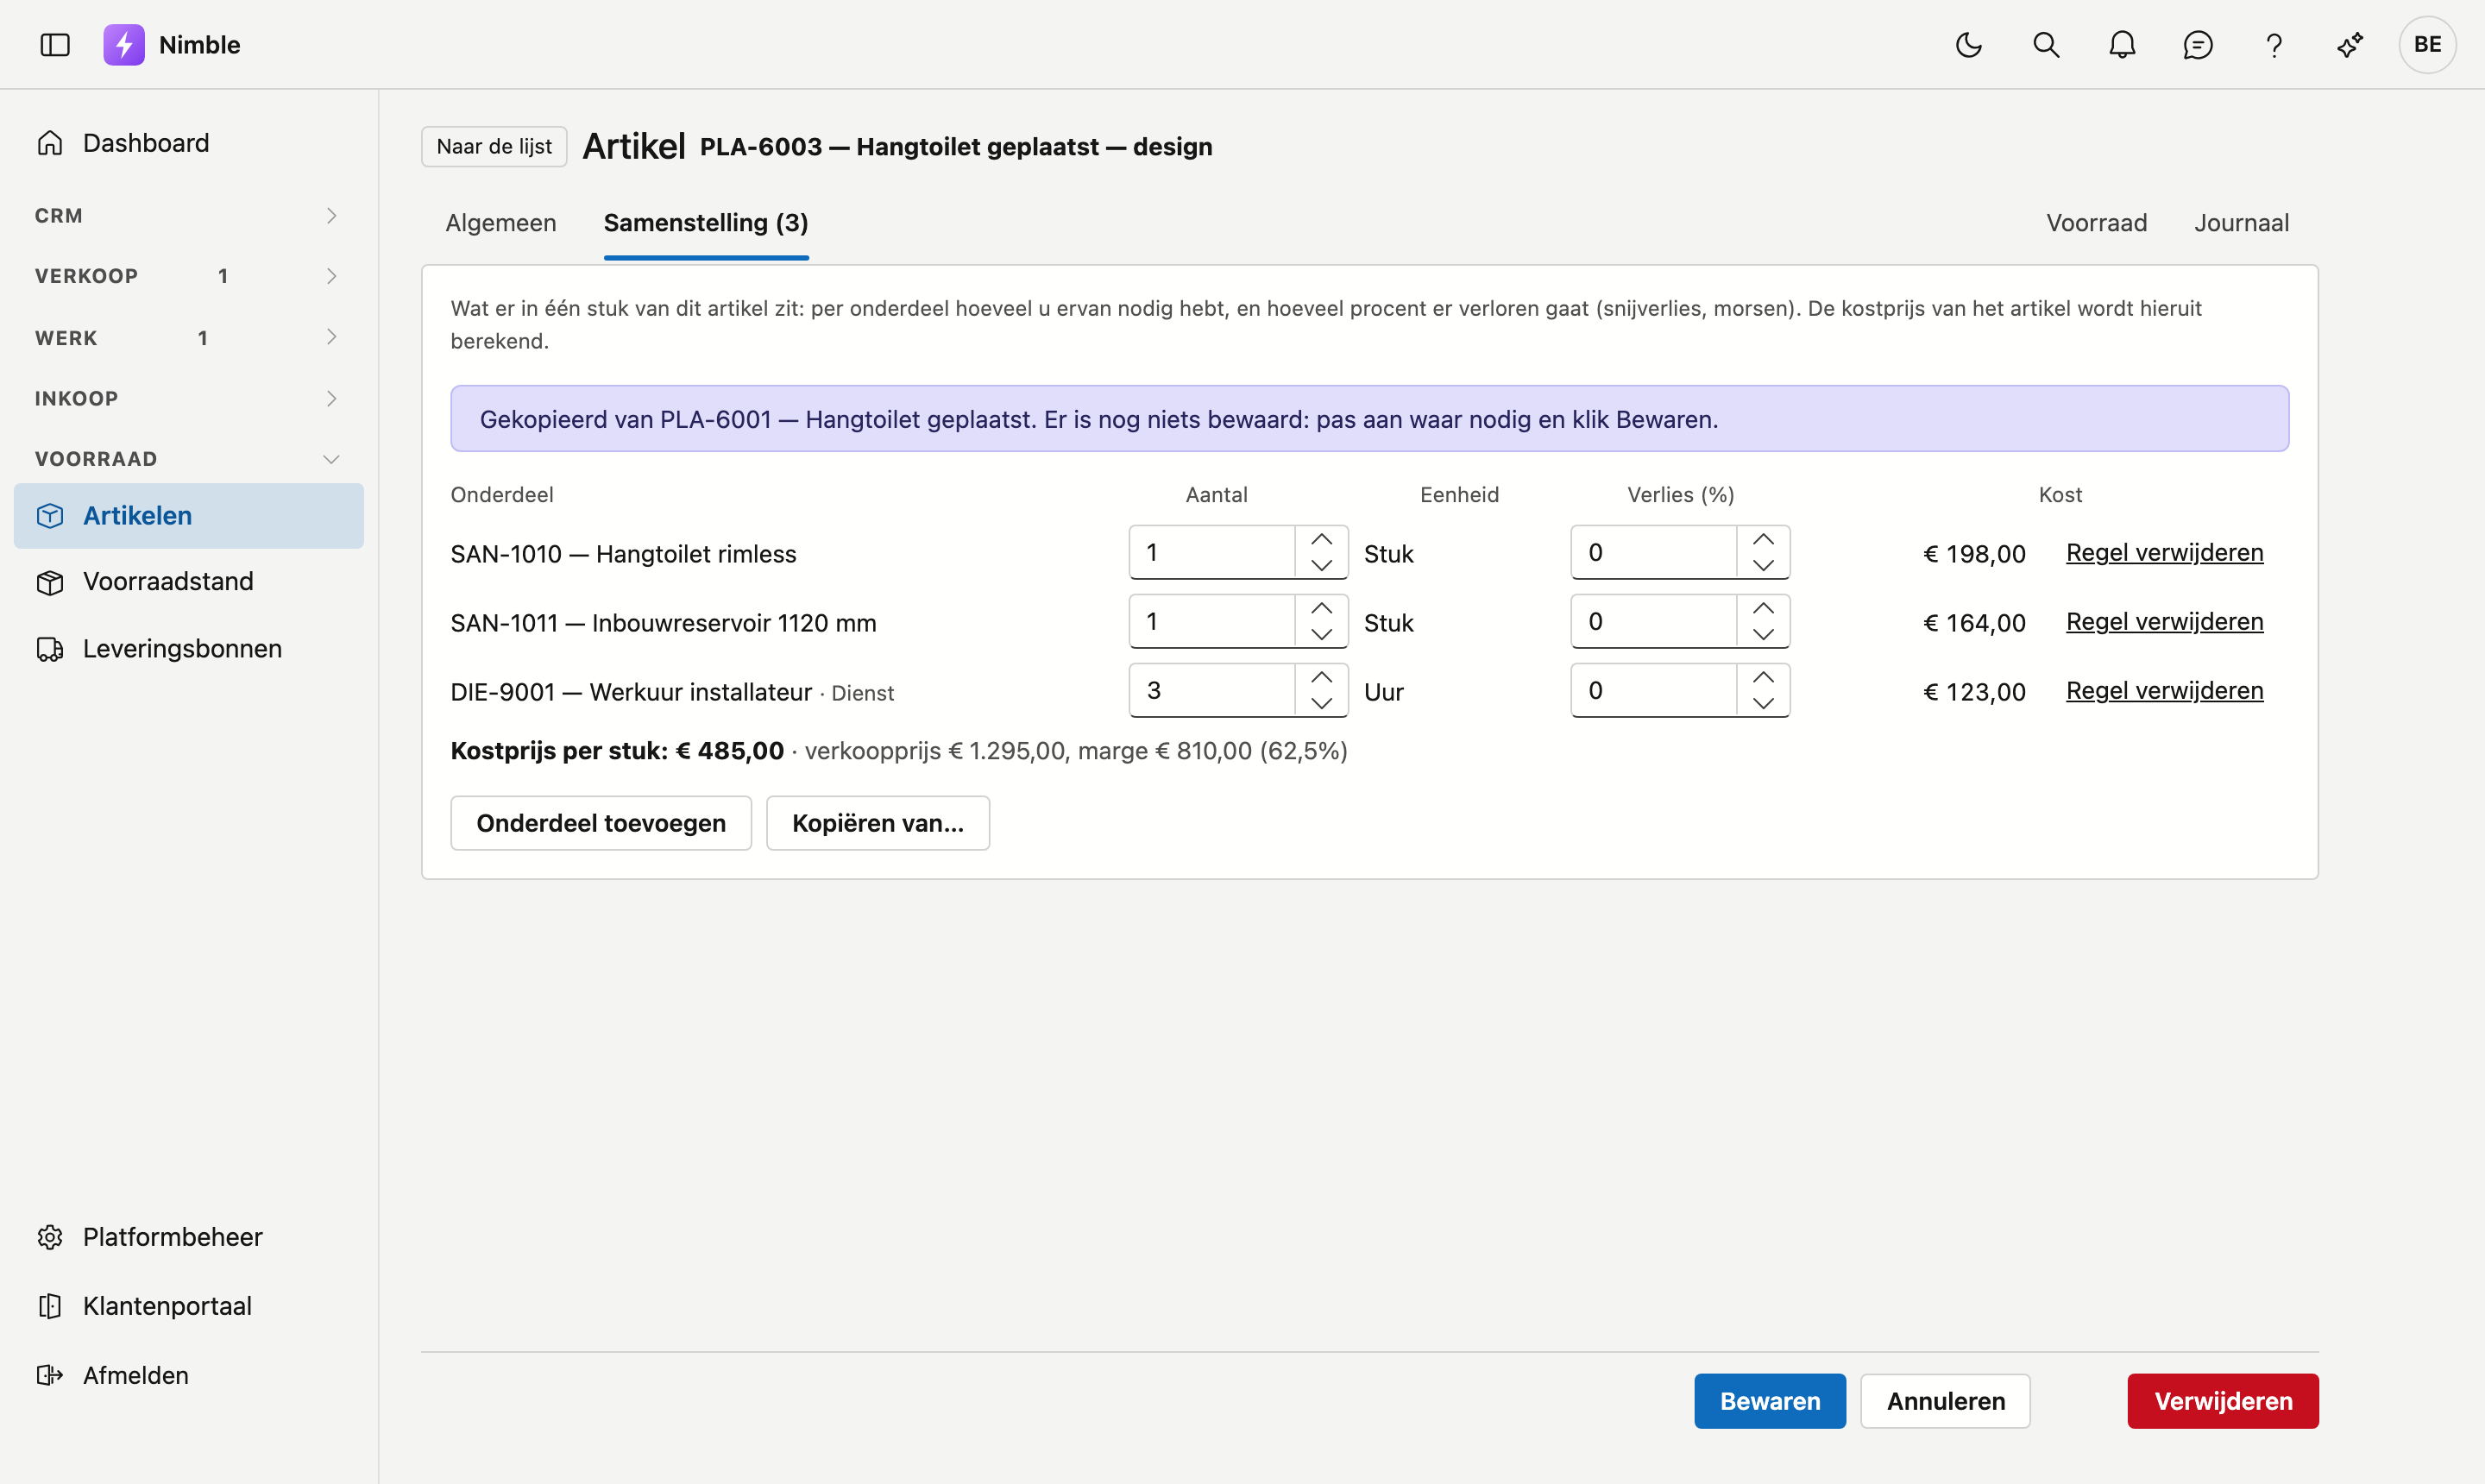 Nimble
BE
Dashboard
CRM
VERKOOP 1
WERK 1
INKOOP
VOORRAAD
Artikelen
Voorraadstand
Leveringsbonnen
Platformbeheer
Klantenportaal
Afmelden
Naar de lijst Artikel PLA-6003 — Hangtoilet geplaatst — design
Algemeen Samenstelling (3) Voorraad Journaal
Wat er in één stuk van dit artikel zit: per onderdeel hoeveel u ervan nodig hebt, en hoeveel procent er verloren gaat (snijverlies, morsen). De kostprijs van het artikel wordt hieruit
berekend.
Gekopieerd van PLA-6001 — Hangtoilet geplaatst. Er is nog niets bewaard: pas aan waar nodig en klik Bewaren.
Onderdeel Aantal Eenheid Verlies (%) Kost
SAN-1010 — Hangtoilet rimless 1 Stuk 0 € 198,00 Regel verwijderen
SAN-1011 — Inbouwreservoir 1120 mm 1 Stuk 0 € 164,00 Regel verwijderen
DIE-9001 — Werkuur installateur · Dienst 3 Uur 0 € 123,00 Regel verwijderen
Kostprijs per stuk: € 485,00 · verkoopprijs € 1.295,00, marge € 810,00 (62,5%)
Onderdeel toevoegen Kopiëren van...
Bewaren Annuleren Verwijderen